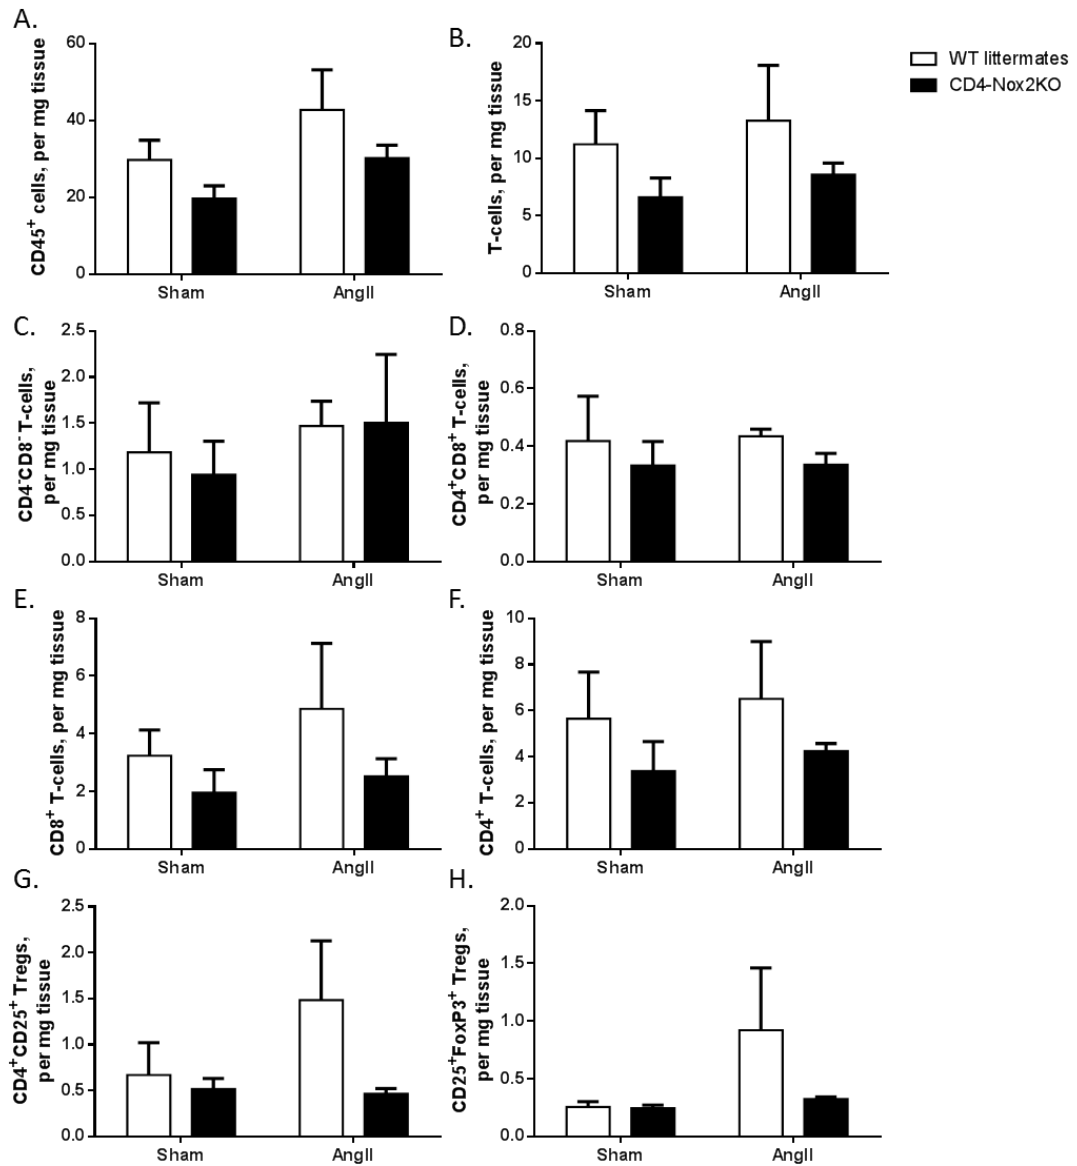 A.
CD45+ cells, per mg tissue
60
40
20
0
Sham
AngII
B.
T-cells, per mg tissue
20
15
10
5
0
Sham
AngII
WT littermates
CD4-Nox2KO
C.
CD4-CD8- T-cells,
per mg tissue
2.5
2.0
1.5
1.0
0.5
0.0
Sham
AngII
D.
CD4+CD8+ T-cells,
per mg tissue
0.8
0.6
0.4
0.2
0.0
Sham
AngII
E.
CD8+ T-cells, per mg tissue
8
6
4
2
0
Sham
AngII
F.
CD4+ T-cells, per mg tissue
10
8
6
4
2
0
Sham
AngII
G.
CD4+CD25+ Tregs,
per mg tissue
2.5
2.0
1.5
1.0
0.5
0.0
Sham
AngII
H.
CD25+FoxP3+ Tregs,
per mg tissue
2.0
1.5
1.0
0.5
0.0
Sham
AngII